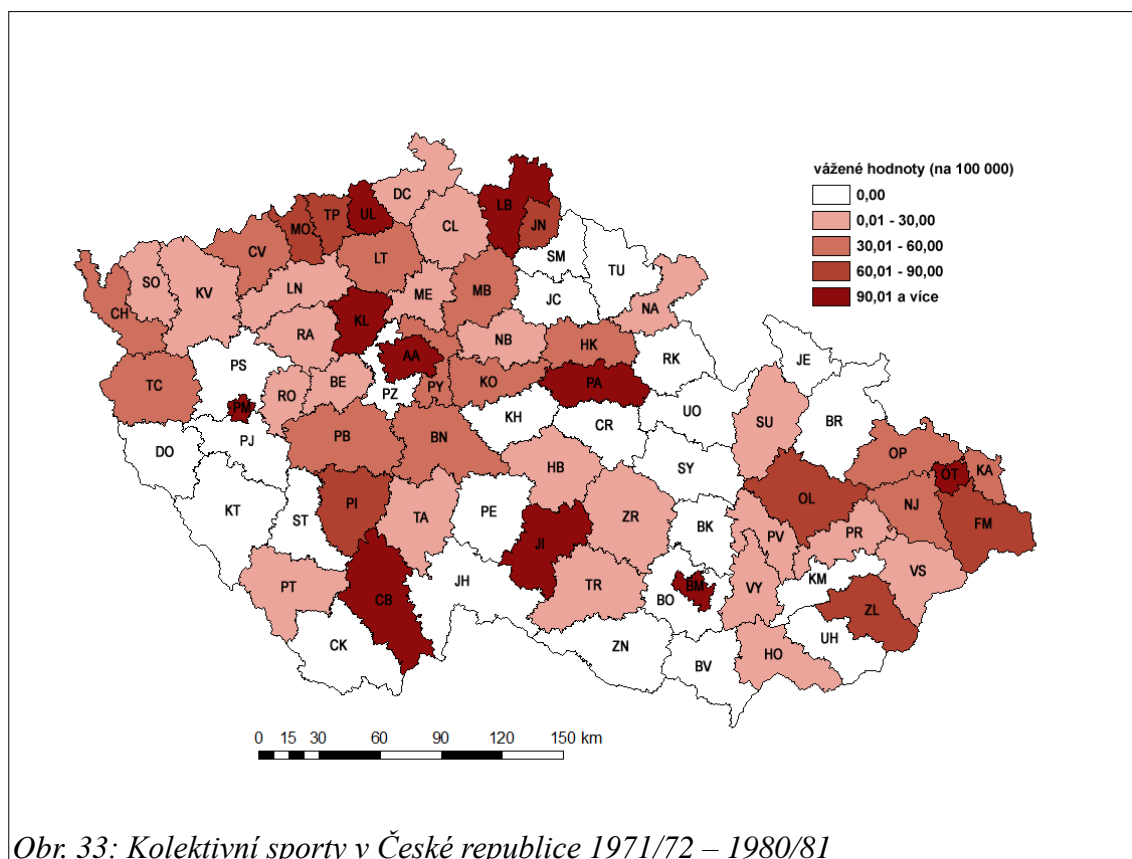 vážené hodnoty (na 100 000)
0,00
0,01 - 30,00
30,01 - 60,00
60,01 - 90,00
90,01 a více
DC
LB
UL
TP
JN
MO
CL
CV
LT
SM
TU
SO
KV
LN
ME
MB
JC
CH
NA
KL
RA
NB
HK
JE
AA
RK
PS
TC
BE
RO
PZ
PY
KO
PA
PM
UO
BR
SU
KH
CR
DO
PJ
PB
BN
OP
SY
HB
OT
KA
OL
PI
NJ
KT
ST
TA
PE
ZR
FM
BK
PV
PR
JI
VS
KM
PT
CB
JH
TR
BO
BM
VY
ZL
CK
ZN
BV
HO
UH
0 15 30 60 90 120 150 km
Obr. 33: Kolektivní sporty v České republice 1971/72 – 1980/81